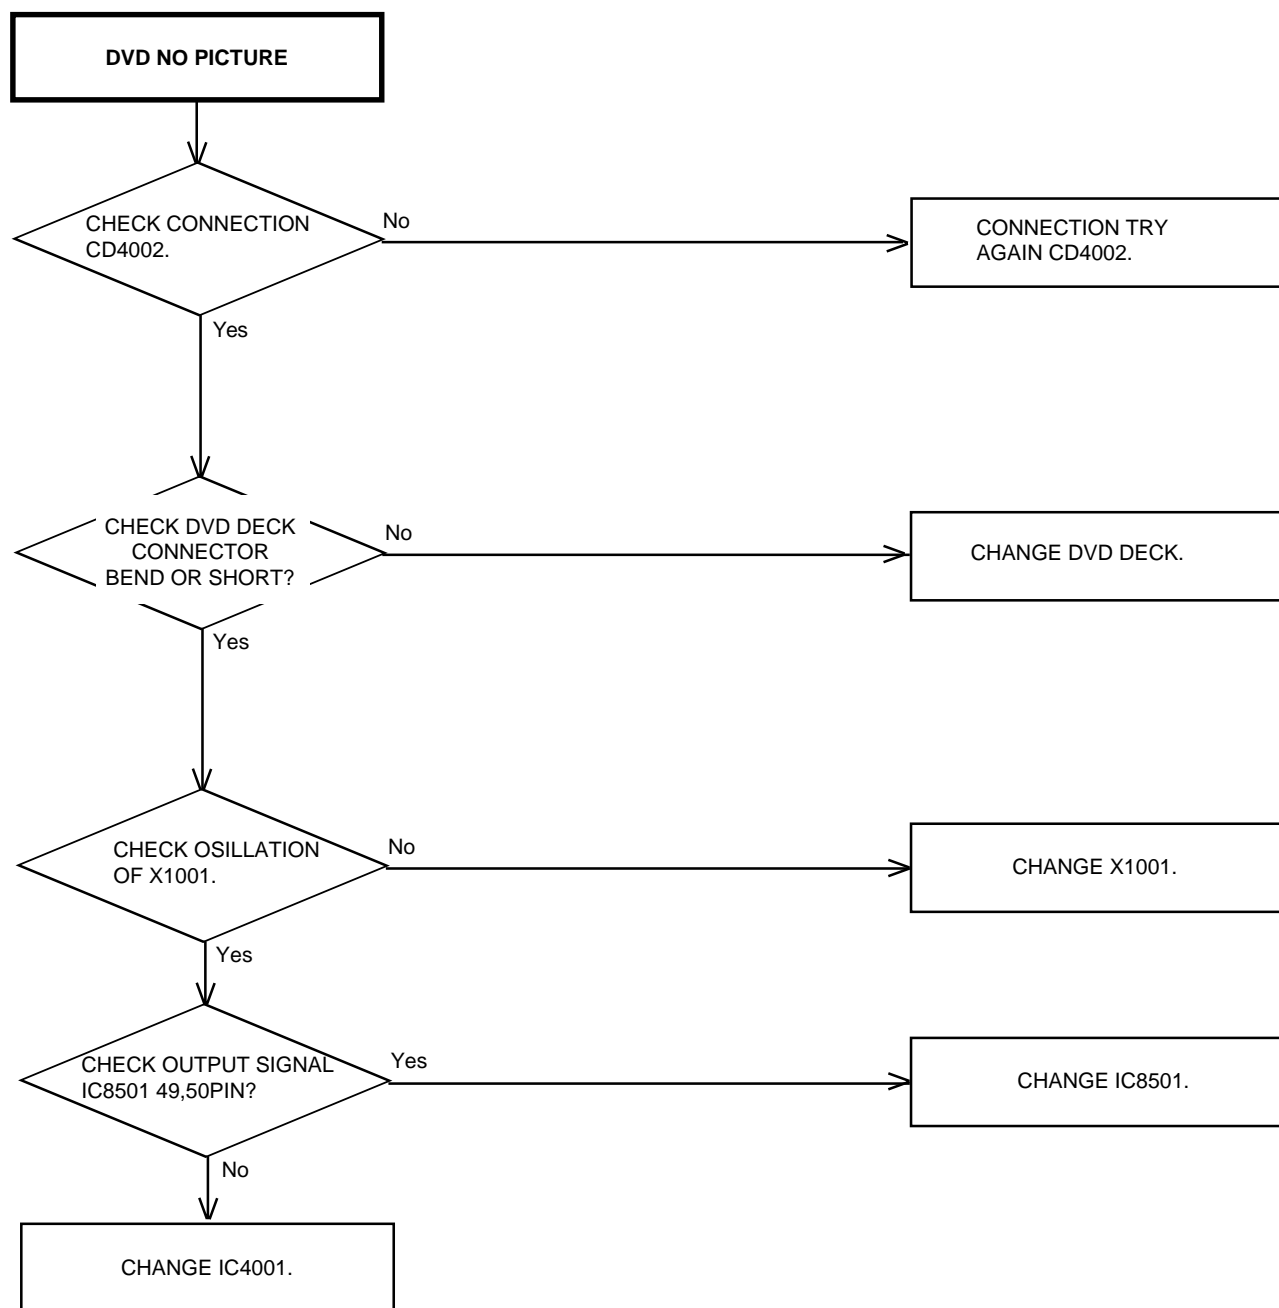 DVD NO PICTURE
CHECK CONNECTION
CD4002.
No
CONNECTION TRY
AGAIN CD4002.
Yes
CHECK DVD DECK
CONNECTOR
BEND OR SHORT?
No
CHANGE DVD DECK.
Yes
CHECK OSILLATION
OF X1001.
No
CHANGE X1001.
Yes
CHECK OUTPUT SIGNAL
IC8501 49,50PIN?
Yes
CHANGE IC8501.
No
CHANGE IC4001.